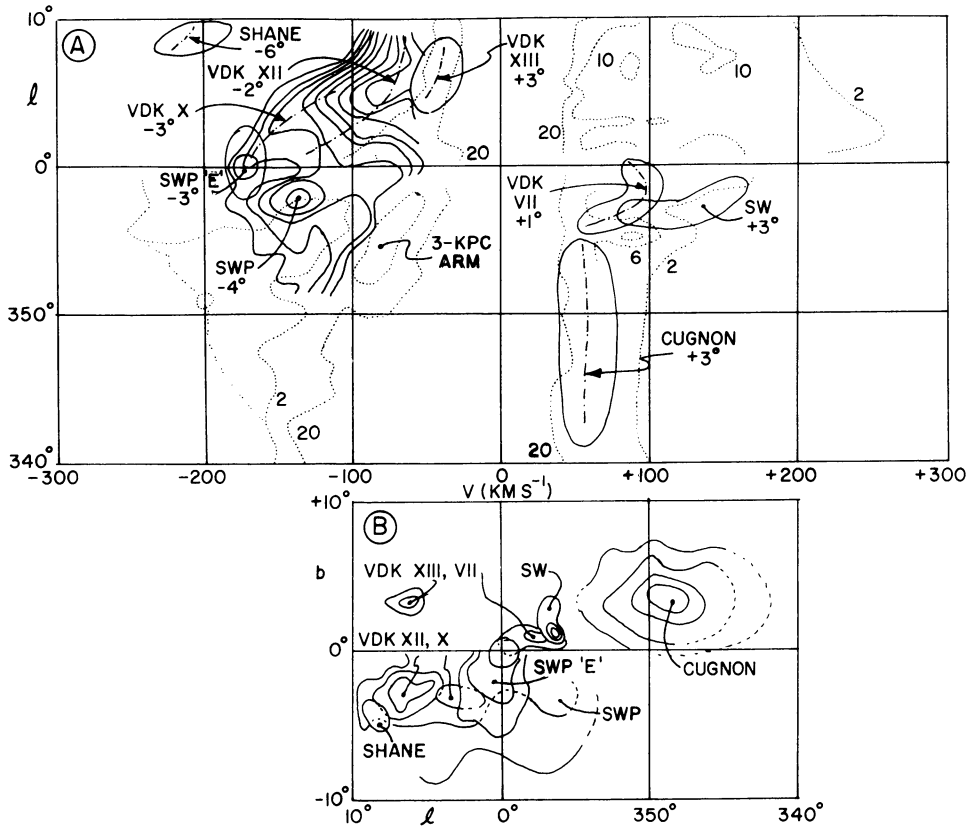 A
10°
SHANE
-6°
VDK XII
-2°
VDK
XIII
+3°
ℓ
VDK X
-3°
10
10
2
20
20
0°
SWP 'E'
-3°
VDK
VII
+1°
SW
+3°
3-KPC
ARM
6
2
SWP
-4°
350°
CUGNON
+3°
2
20
20
340°
-300
-200
-100
0
+100
+200
+300
V (KM S⁻¹)
B
+10°
b
VDK XIII, VII
SW
0°
VDK XII, X
SWP 'E'
CUGNON
SWP
SHANE
-10°
10°
ℓ
0°
350°
340°